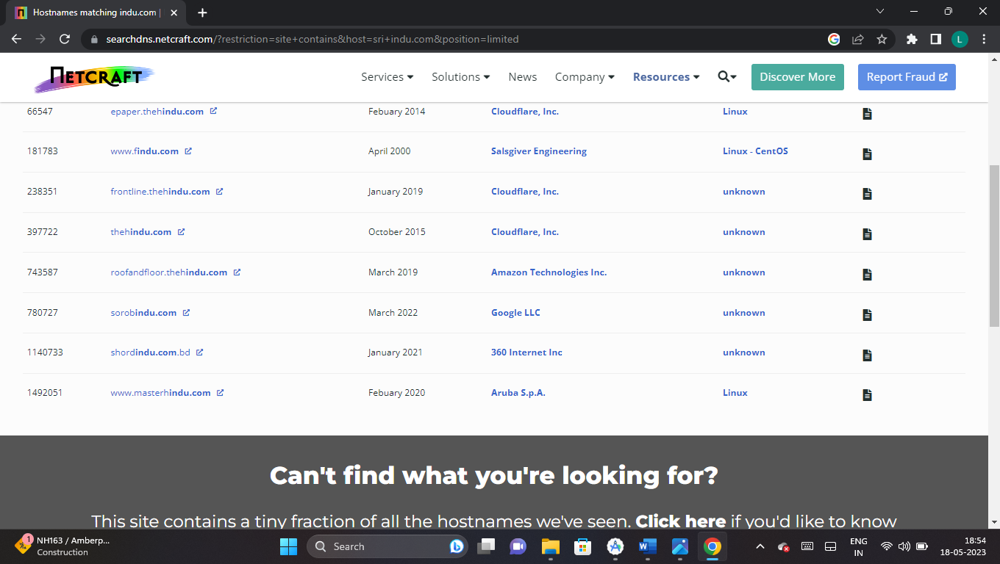 Hostnames matching indu.com |
searchdns.netcraft.com/?restriction=site+contains&host=sri+indu.com&position=limited
L
NETCRAFT
Services Solutions News Company Resources Discover More Report Fraud
66547 epaper.thehindu.com Febuary 2014 Cloudflare, Inc. Linux
181783 www.findu.com April 2000 Salsgiver Engineering Linux - CentOS
238351 frontline.thehindu.com January 2019 Cloudflare, Inc. unknown
397722 thehindu.com October 2015 Cloudflare, Inc. unknown
743587 roofandfloor.thehindu.com March 2019 Amazon Technologies Inc. unknown
780727 sorobindu.com March 2022 Google LLC unknown
1140733 shordindu.com.bd January 2021 360 Internet Inc unknown
1492051 www.masterhindu.com Febuary 2020 Aruba S.p.A. Linux
Can't find what you're looking for?
This site contains a tiny fraction of all the hostnames we've seen. Click here if you'd like to know
1
NH163 / Amberp...
Construction
Search
ENG
IN
18:54
18-05-2023